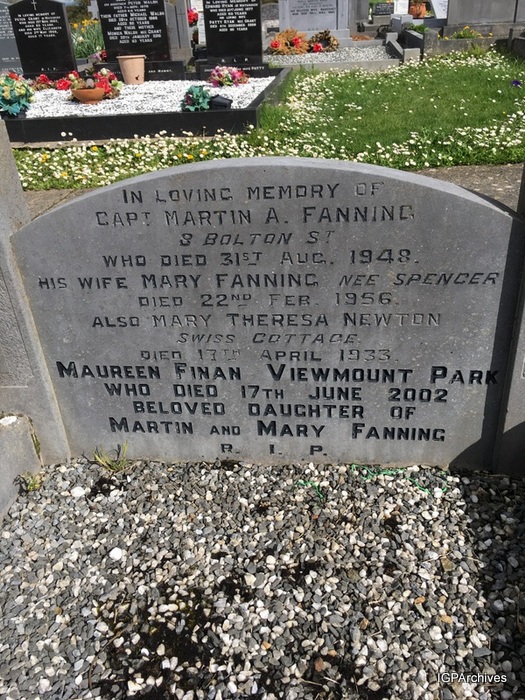 IN LOVING MEMORY OF
CAPT. MARTIN A. FANNING
3 BOLTON ST
WHO DIED 31ST AUG. 1948.
HIS WIFE MARY FANNING NEE SPENCER
DIED 22ND FEB. 1956.
ALSO MARY THERESA NEWTON
SWISS COTTAGE.
DIED 17TH APRIL 1933.
MAUREEN FINAN VIEWMOUNT PARK
WHO DIED 17TH JUNE 2002
BELOVED DAUGHTER OF
MARTIN AND MARY FANNING
R. I. P.
IGPArchives